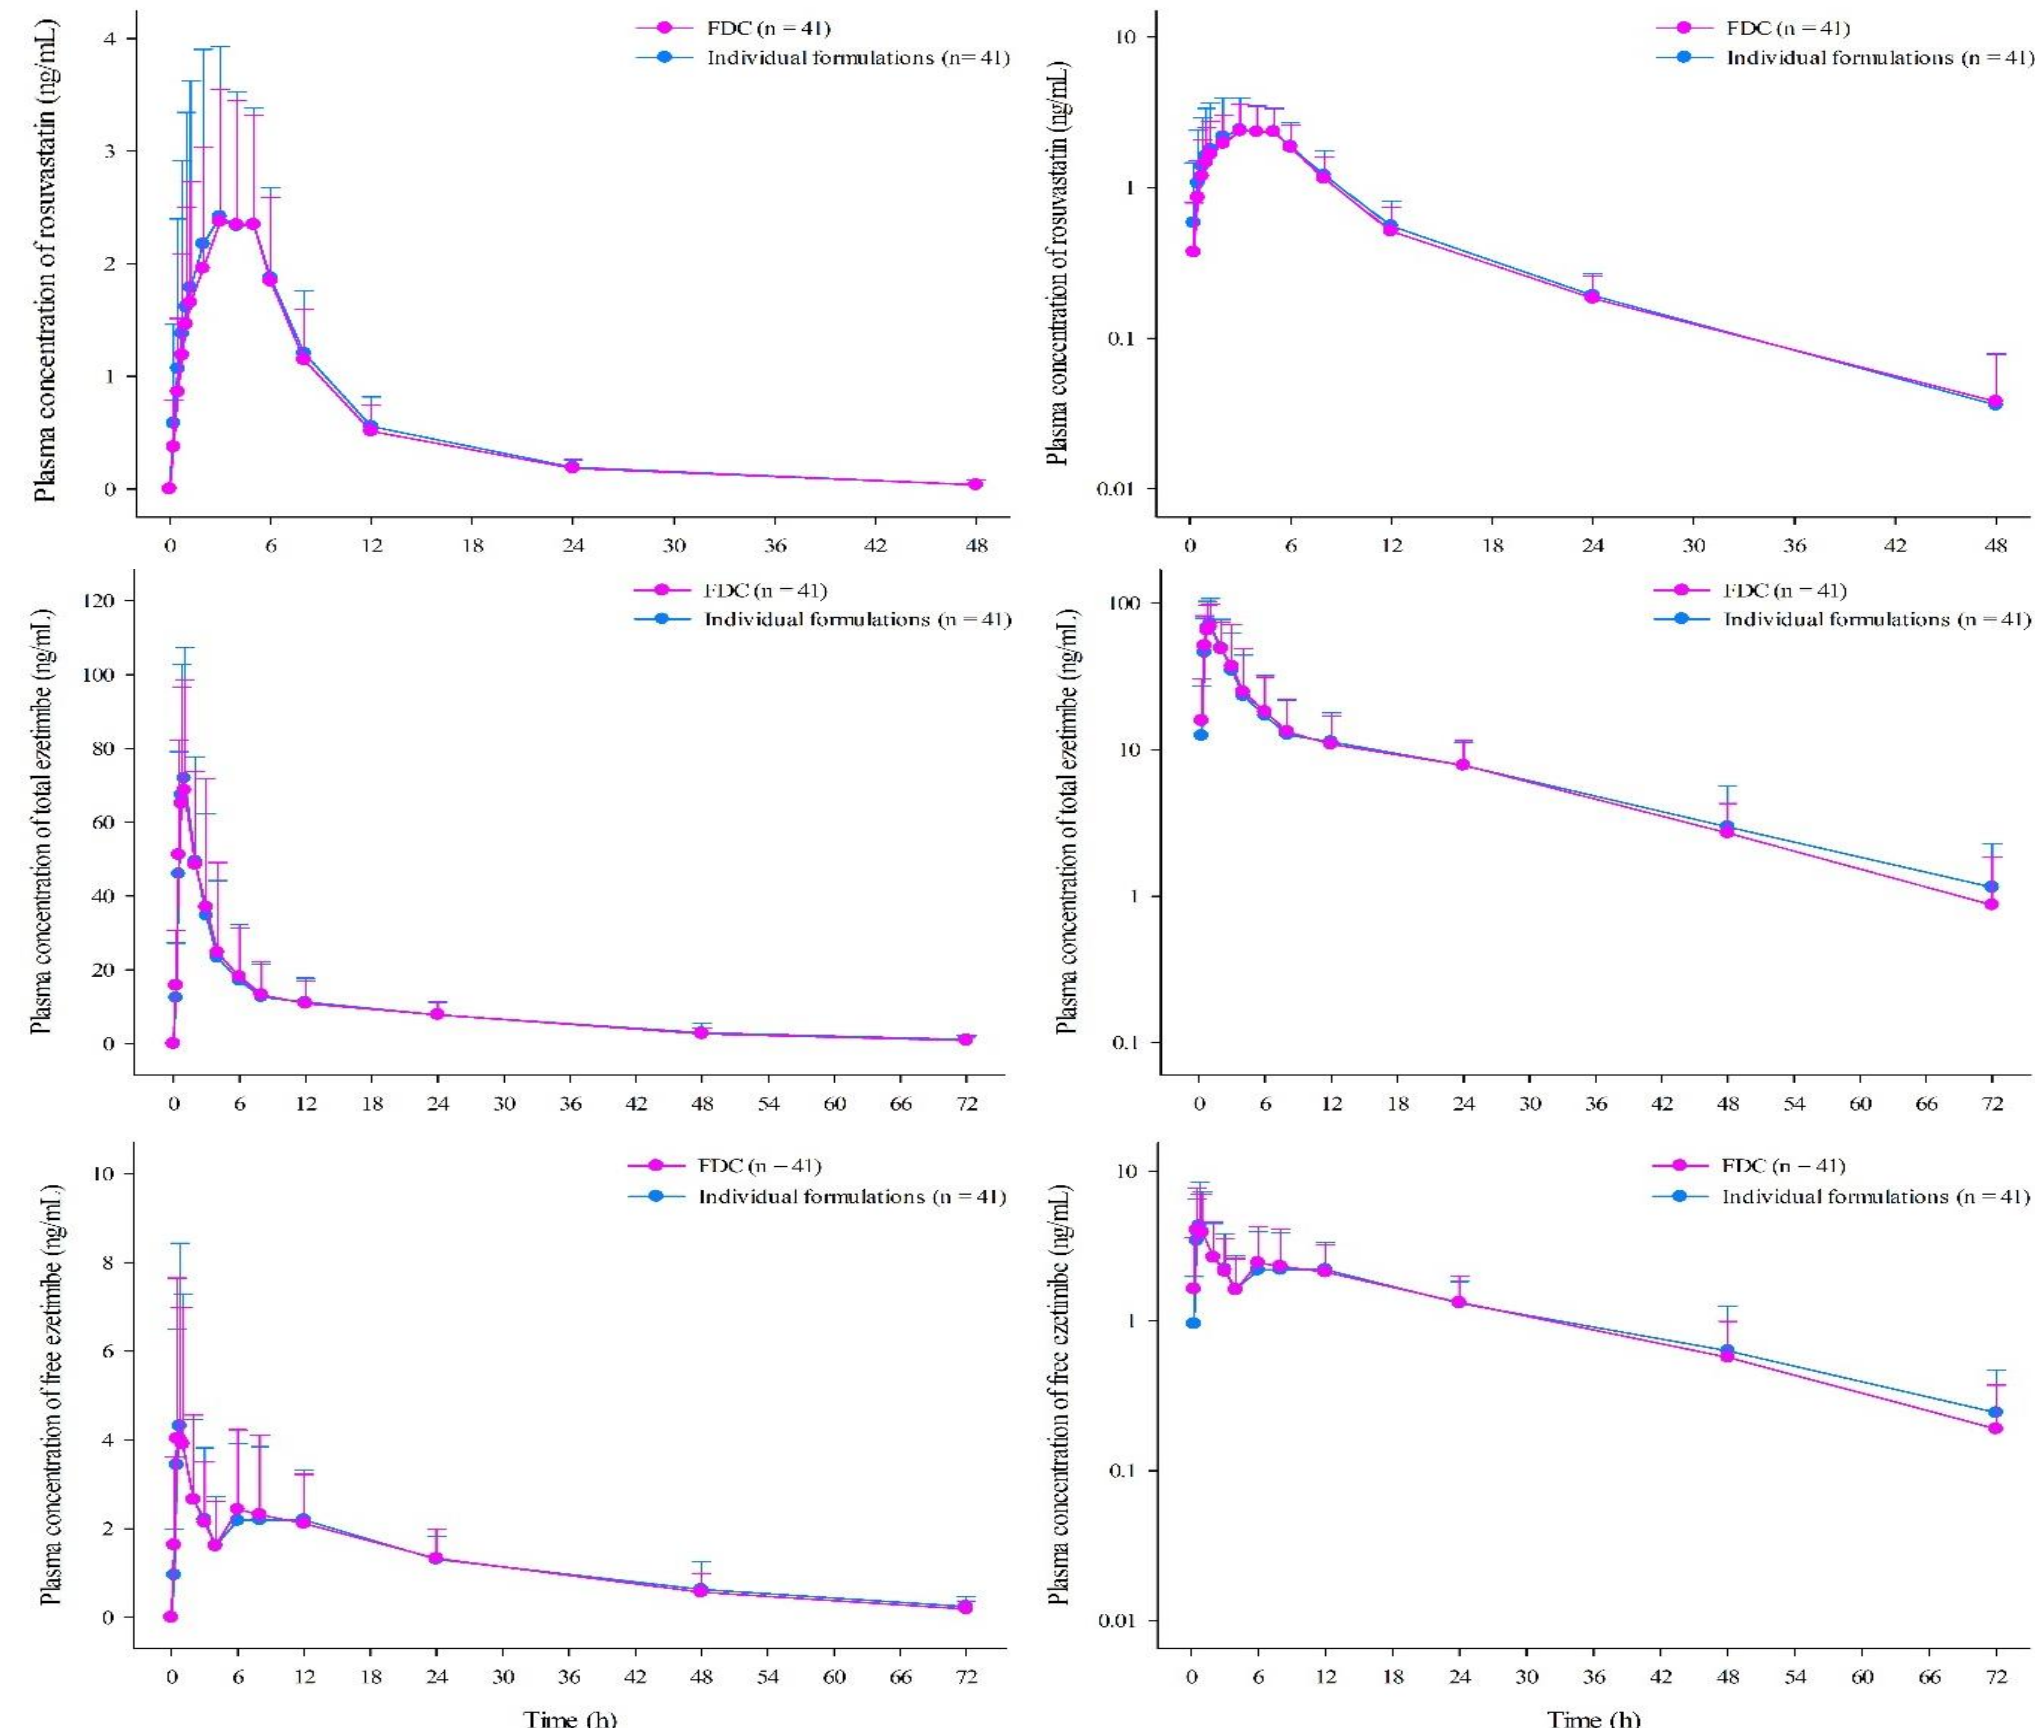 Plasma concentration of rosuvastatin (ng/mL)
4
3
2
1
0
FDC (n = 41)
Individual formulations (n= 41)
0 6 12 18 24 30 36 42 48
Plasma concentration of rosuvastatin (ng/mL)
10
1
0.1
0.01
FDC (n = 41)
Individual formulations (n = 41)
0 6 12 18 24 30 36 42 48
Plasma concentration of total ezetimibe (ng/mL)
120
100
80
60
40
20
0
FDC (n = 41)
Individual formulations (n = 41)
0 6 12 18 24 30 36 42 48 54 60 66 72
Plasma concentration of total ezetimibe (ng/mL)
100
10
1
0.1
FDC (n = 41)
Individual formulations (n = 41)
0 6 12 18 24 30 36 42 48 54 60 66 72
Plasma concentration of free ezetimibe (ng/mL)
10
8
6
4
2
0
FDC (n = 41)
Individual formulations (n = 41)
0 6 12 18 24 30 36 42 48 54 60 66 72
Time (h)
Plasma concentration of free ezetimibe (ng/mL)
10
1
0.1
0.01
FDC (n = 41)
Individual formulations (n = 41)
0 6 12 18 24 30 36 42 48 54 60 66 72
Time (h)